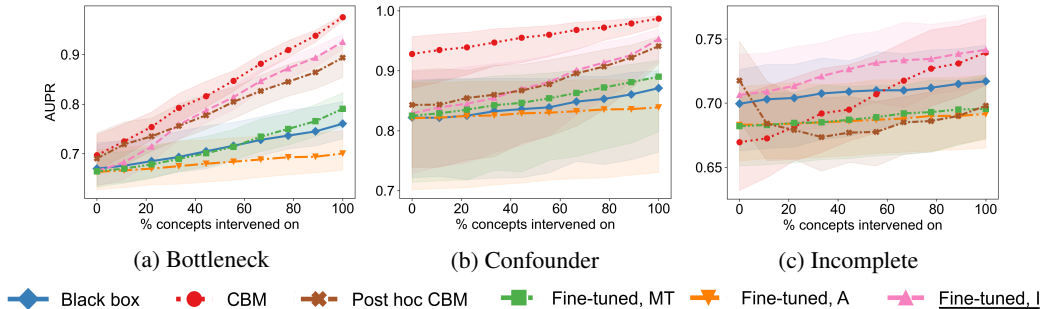 AUPR
0.9
0.8
0.7
0 20 40 60 80 100
% concepts intervened on
(a) Bottleneck
1.0
0.9
0.8
0.7
0 20 40 60 80 100
% concepts intervened on
(b) Confounder
0.75
0.70
0.65
0 20 40 60 80 100
% concepts intervened on
(c) Incomplete
Black box CBM Post hoc CBM Fine-tuned, MT Fine-tuned, A Fine-tuned, I